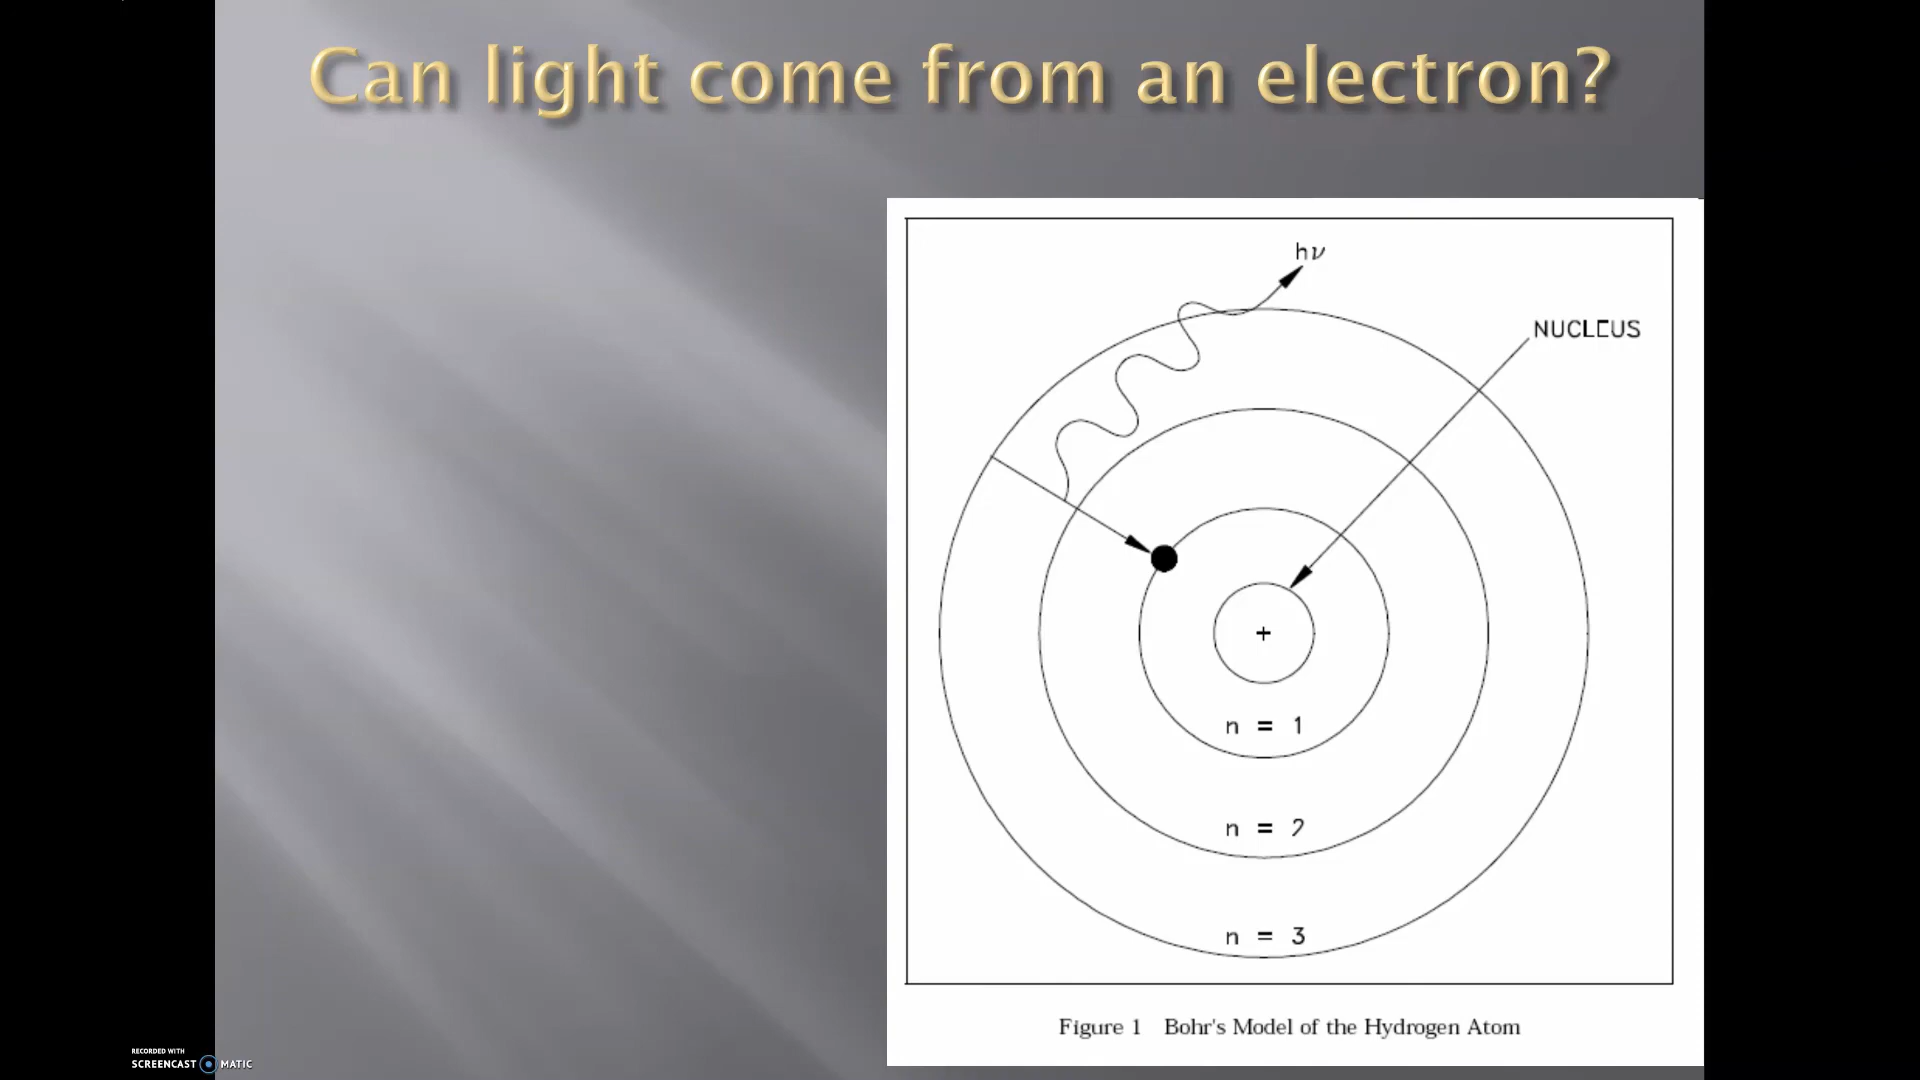 Can light come from an electron?
hν
NUCLEUS
+
n = 1
n = 2
n = 3
Figure 1 Bohr's Model of the Hydrogen Atom
RECORDED WITH
SCREENCAST MATIC